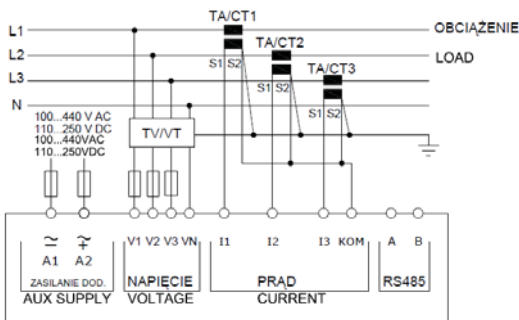 TA/CT1
L1
OBCIĄŻENIE
TA/CT2
L2
LOAD
S1 S2
TA/CT3
L3
S1 S2
N
S1 S2
100...440 V AC
110...250 V DC
100...440VAC
110...250VDC
TV/VT
V1 V2 V3 VN I1 I2 I3 KOM A B
A1 A2
ZASILANIE DOD. NAPIĘCIE PRĄD RS485
AUX SUPPLY VOLTAGE CURRENT